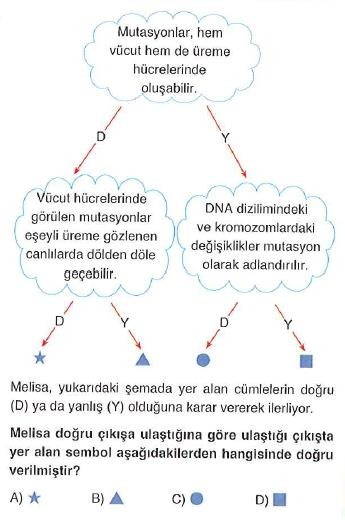 Mutasyonlar, hem
vücut hem de üreme
hücrelerinde
oluşabilir.
D
Y
Vücut hücrelerinde
görülen mutasyonlar
eşeyli üreme gözlenen
canlılarda dölden döle
geçebilir.
DNA dizilimindeki
ve kromozomlardaki
değişiklikler mutasyon
olarak adlandırılır.
D
Y
D
Y
Melisa, yukarıdaki şemada yer alan cümlelerin doğru
(D) ya da yanlış (Y) olduğuna karar vererek ilerliyor.
Melisa doğru çıkışa ulaştığına göre ulaştığı çıkışta
yer alan sembol aşağıdakilerden hangisinde doğru
verilmiştir?
A) ★ B) ▲ C) ● D) ■